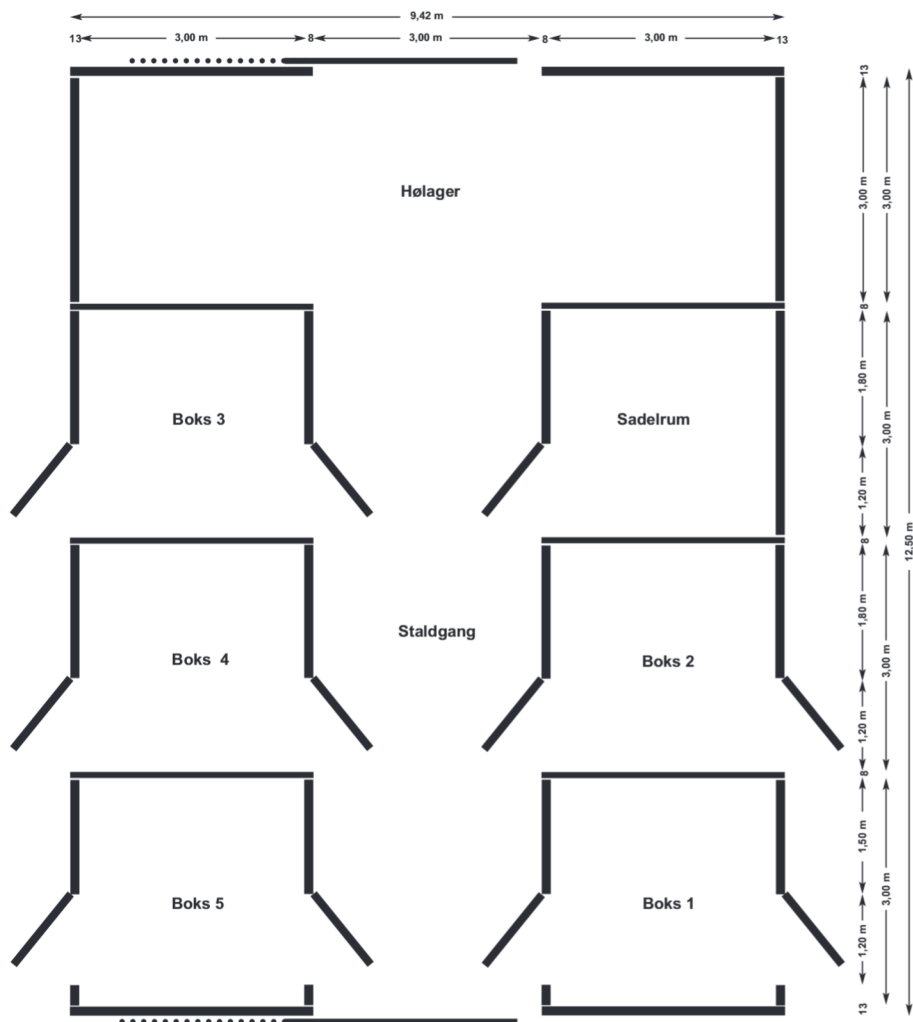 9,42 m
13 3,00 m 8 3,00 m 8 3,00 m 13
13
Hølager
3,00 m 3,00 m
8
Boks 3
Sadelrum
1,80 m
3,00 m
1,20 m
12.50 m
8
Staldgang
Boks 4
Boks 2
1,80 m
3,00 m
1,20 m
8
Boks 5
Boks 1
1,50 m
3,00 m
1,20 m
13